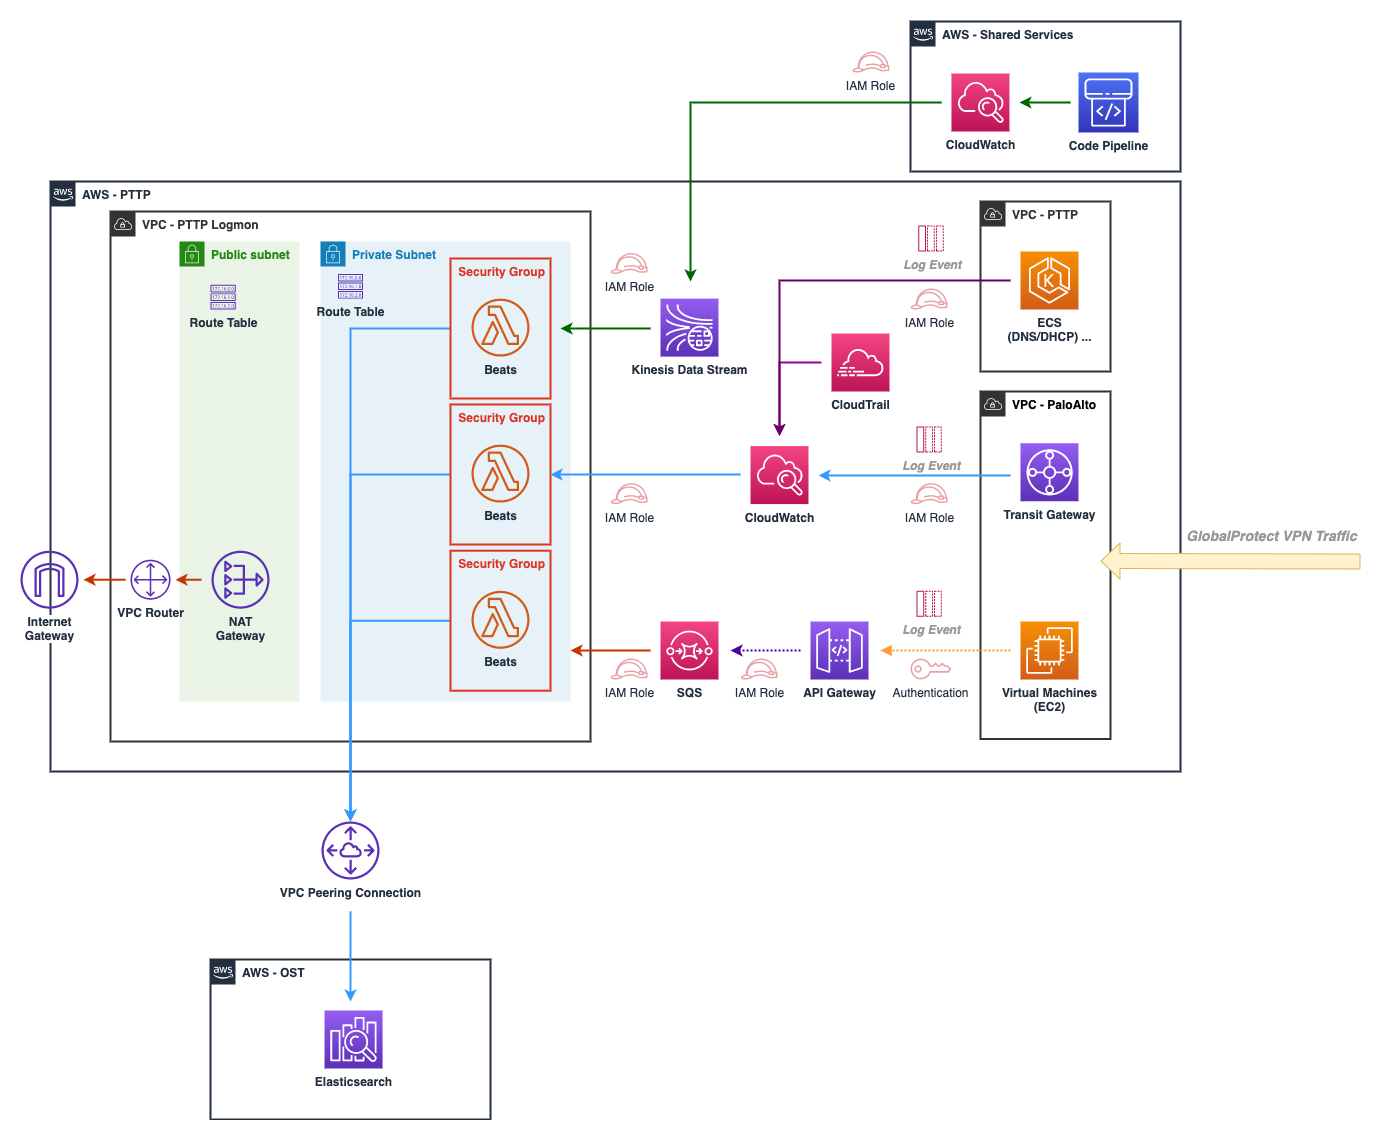 aws
AWS - Shared Services
IAM Role
CloudWatch
Code Pipeline
aws
AWS - PTTP
VPC - PTTP Logmon
Public subnet
Route Table
Private Subnet
Route Table
Security Group
Beats
Security Group
Beats
Security Group
Beats
IAM Role
Kinesis Data Stream
Log Event
IAM Role
VPC - PTTP
K
ECS
(DNS/DHCP) ...
CloudTrail
CloudWatch
IAM Role
Log Event
IAM Role
VPC - PaloAlto
Transit Gateway
GlobalProtect VPN Traffic
Internet
Gateway
VPC Router
NAT
Gateway
IAM Role
SQS
IAM Role
API Gateway
Log Event
Authentication
Virtual Machines
(EC2)
VPC Peering Connection
aws
AWS - OST
Elasticsearch